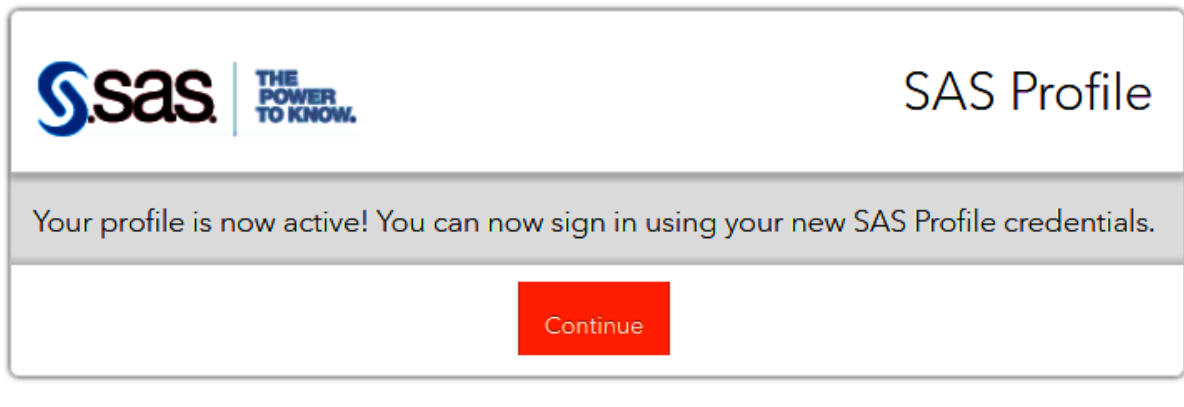 sas
THE
POWER
TO KNOW.
SAS Profile
Your profile is now active! You can now sign in using your new SAS Profile credentials.
Continue